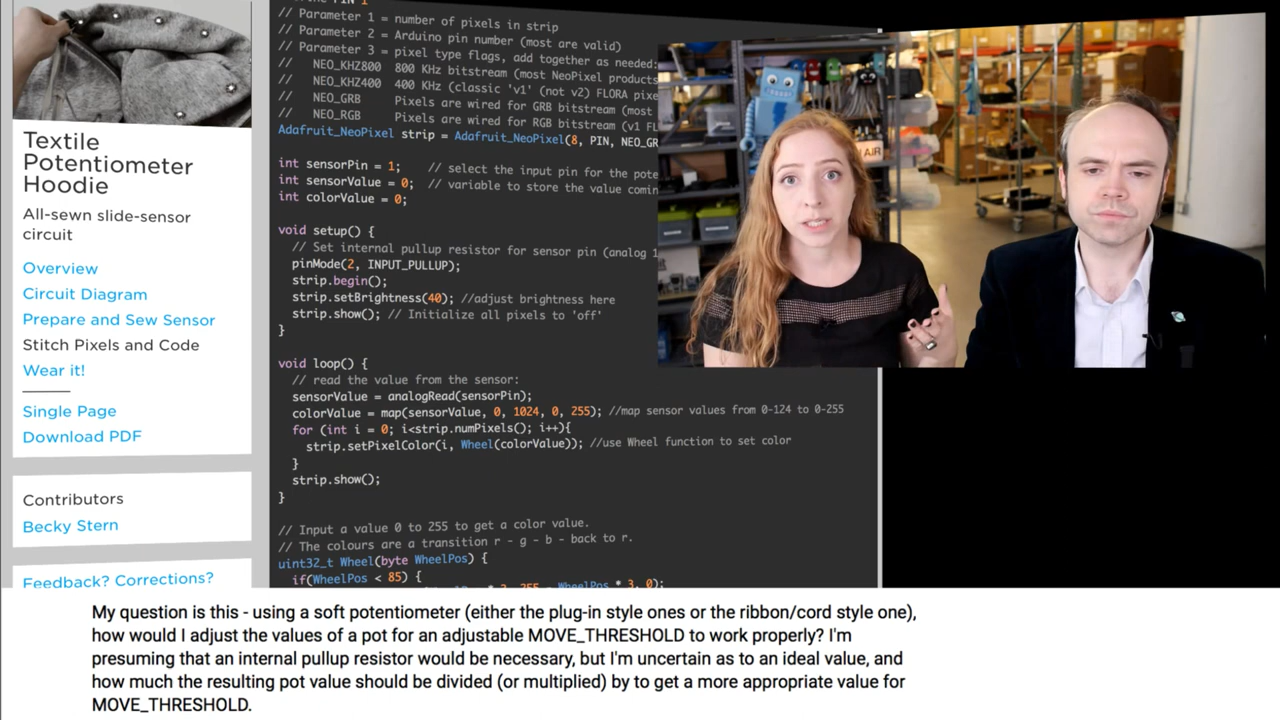 Textile
Potentiometer
Hoodie
All-sewn slide-sensor
circuit
Overview
Circuit Diagram
Prepare and Sew Sensor
Stitch Pixels and Code
Wear it!
Single Page
Download PDF
Contributors
Becky Stern
Feedback? Corrections?
// Parameter 1 = number of pixels in strip
// Parameter 2 = Arduino pin number (most are valid)
// Parameter 3 = pixel type flags, add together as needed:
// NEO_KHZ800 800 KHz bitstream (most NeoPixel products
// NEO_KHZ400 400 KHz (classic 'v1' (not v2) FLORA pixe
// NEO_GRB Pixels are wired for GRB bitstream (most
// NEO_RGB Pixels are wired for RGB bitstream (v1 FL
Adafruit_NeoPixel strip = Adafruit_NeoPixel(8, PIN, NEO_GR
int sensorPin = 1; // select the input pin for the pote
int sensorValue = 0; // variable to store the value comin
int colorValue = 0;
void setup() {
// Set internal pullup resistor for sensor pin (analog 1
pinMode(2, INPUT_PULLUP);
strip.begin();
strip.setBrightness(40); //adjust brightness here
strip.show(); // Initialize all pixels to 'off'
}
void loop() {
// read the value from the sensor:
sensorValue = analogRead(sensorPin);
colorValue = map(sensorValue, 0, 1024, 0, 255); //map sensor values from 0-124 to 0-255
for (int i = 0; i<strip.numPixels(); i++){
strip.setPixelColor(i, Wheel(colorValue)); //use Wheel function to set color
}
strip.show();
}
// Input a value 0 to 255 to get a color value.
// The colours are a transition r - g - b - back to r.
uint32_t Wheel(byte WheelPos) {
if(WheelPos < 85) {
AIR
My question is this - using a soft potentiometer (either the plug-in style ones or the ribbon/cord style one),
how would I adjust the values of a pot for an adjustable MOVE_THRESHOLD to work properly? I'm
presuming that an internal pullup resistor would be necessary, but I'm uncertain as to an ideal value, and
how much the resulting pot value should be divided (or multiplied) by to get a more appropriate value for
MOVE_THRESHOLD.